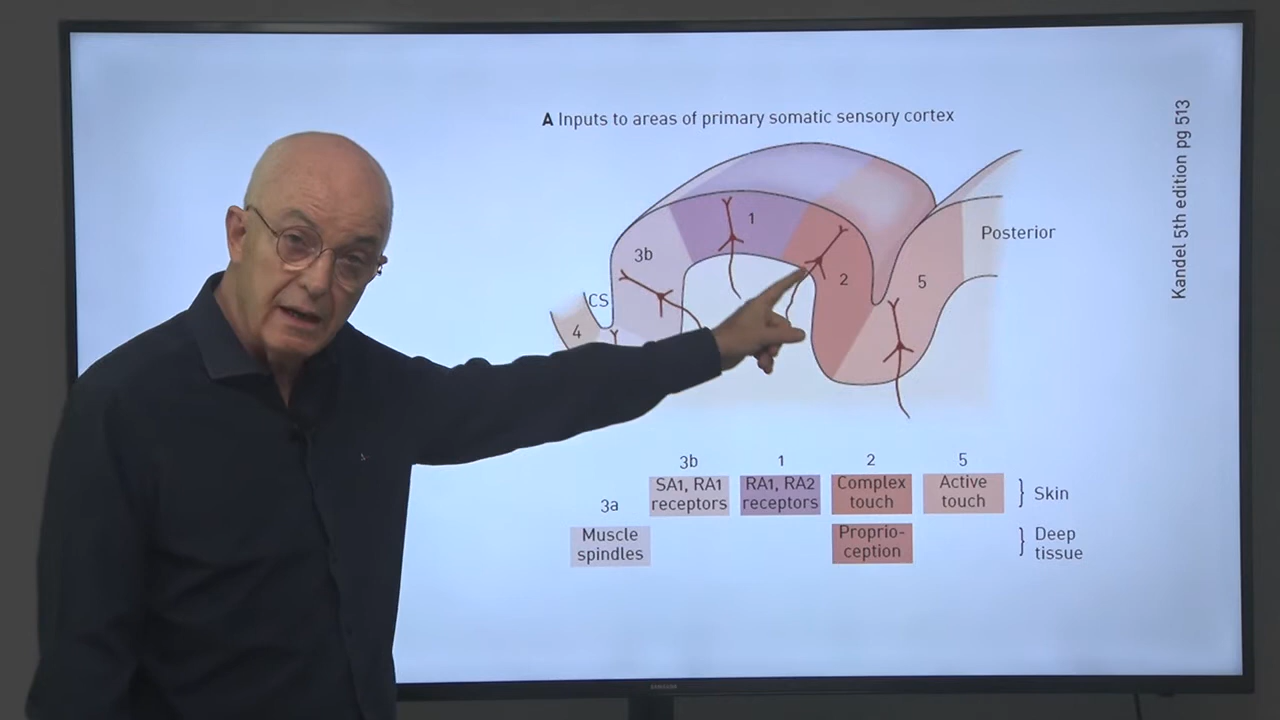 A Inputs to areas of primary somatic sensory cortex
Kandel 5th edition pg 513
1
3b
2
5
Posterior
CS
4
3b 1 2 5
SA1, RA1
receptors
RA1, RA2
receptors
Complex
touch
Active
touch
Skin
3a
Muscle
spindles
Proprio-
ception
Deep
tissue
SAMSUNG